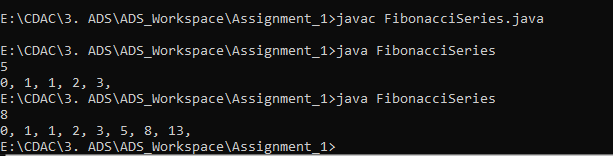 E:\CDAC\3. ADS\ADS_Workspace\Assignment_1>javac FibonacciSeries.java
E:\CDAC\3. ADS\ADS_Workspace\Assignment_1>java FibonacciSeries
5
0, 1, 1, 2, 3,
E:\CDAC\3. ADS\ADS_Workspace\Assignment_1>java FibonacciSeries
8
0, 1, 1, 2, 3, 5, 8, 13,
E:\CDAC\3. ADS\ADS_Workspace\Assignment_1>